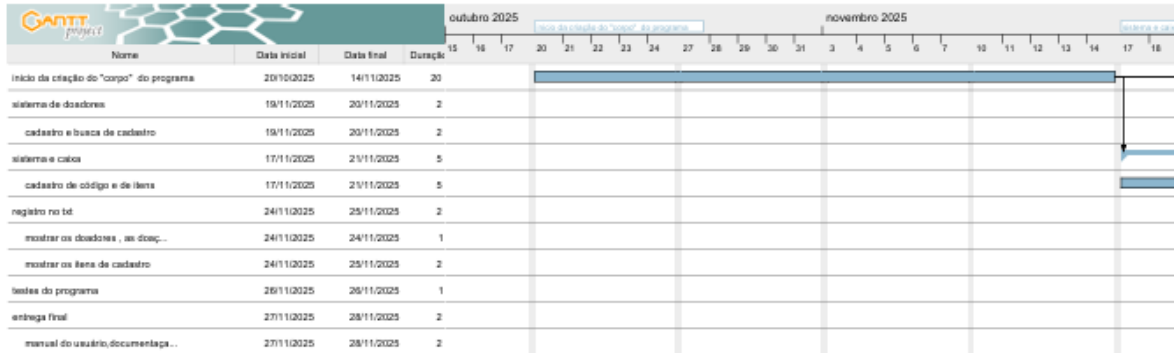 GANTT project
outubro 2025
novembro 2025
início da criação do "corpo" do programa
sistema e cai
15 16 17 20 21 22 23 24 27 28 29 30 31 3 4 5 6 7 10 11 12 13 14 17 18
Nome Data inicial Data final Duração
início da criação do "corpo" do programa 20/10/2025 14/11/2025 20
sistema de doadores 19/11/2025 20/11/2025 2
cadastro e busca de cadastro 19/11/2025 20/11/2025 2
sistema e caixa 17/11/2025 21/11/2025 5
cadastro de código e de itens 17/11/2025 21/11/2025 5
registro no txt 24/11/2025 25/11/2025 2
mostrar os doadores , as doaç... 24/11/2025 24/11/2025 1
mostrar os itens de cadastro 24/11/2025 25/11/2025 2
testes do programa 26/11/2025 26/11/2025 1
entrega final 27/11/2025 28/11/2025 2
manual do usuário,documentaça... 27/11/2025 28/11/2025 2